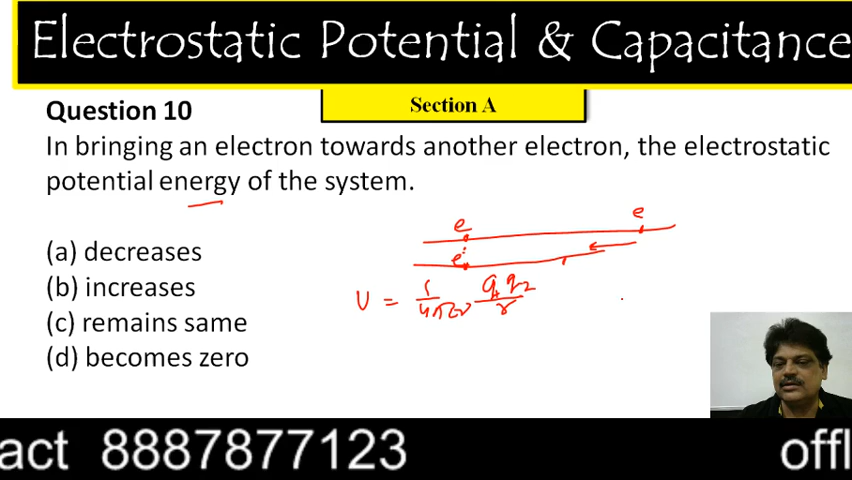 Electrostatic Potential & Capacitance
Section A
Question 10
In bringing an electron towards another electron, the electrostatic
potential energy of the system.
e e
e
(a) decreases
(b) increases
U = 1/4πε₀ q₁q₂/r
(c) remains same
(d) becomes zero
act 8887877123 offl